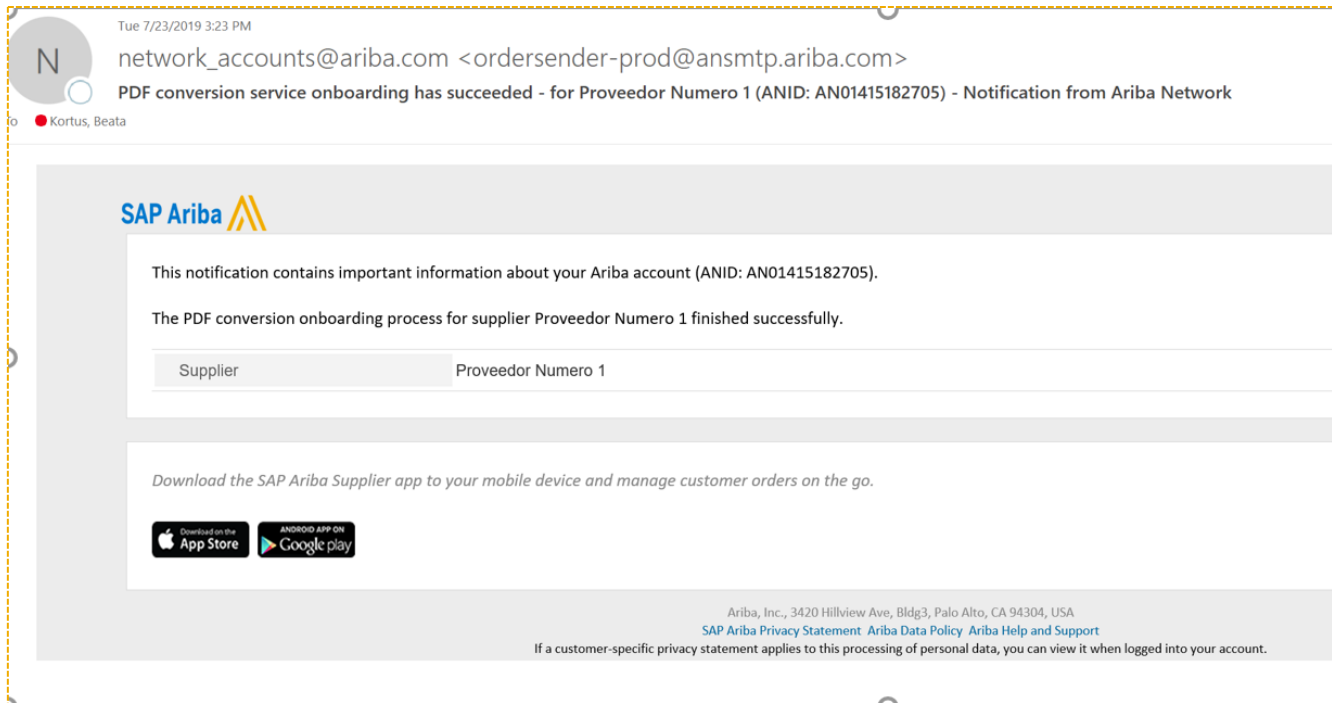 Tue 7/23/2019 3:23 PM
N
network_accounts@ariba.com <ordersender-prod@ansmtp.ariba.com>
PDF conversion service onboarding has succeeded - for Proveedor Numero 1 (ANID: AN01415182705) - Notification from Ariba Network
o Kortus, Beata
SAP Ariba
This notification contains important information about your Ariba account (ANID: AN01415182705).
The PDF conversion onboarding process for supplier Proveedor Numero 1 finished successfully.
Supplier Proveedor Numero 1
Download the SAP Ariba Supplier app to your mobile device and manage customer orders on the go.
Download on the
App Store
ANDROID APP ON
Google play
Ariba, Inc., 3420 Hillview Ave, Bldg3, Palo Alto, CA 94304, USA
SAP Ariba Privacy Statement Ariba Data Policy Ariba Help and Support
If a customer-specific privacy statement applies to this processing of personal data, you can view it when logged into your account.